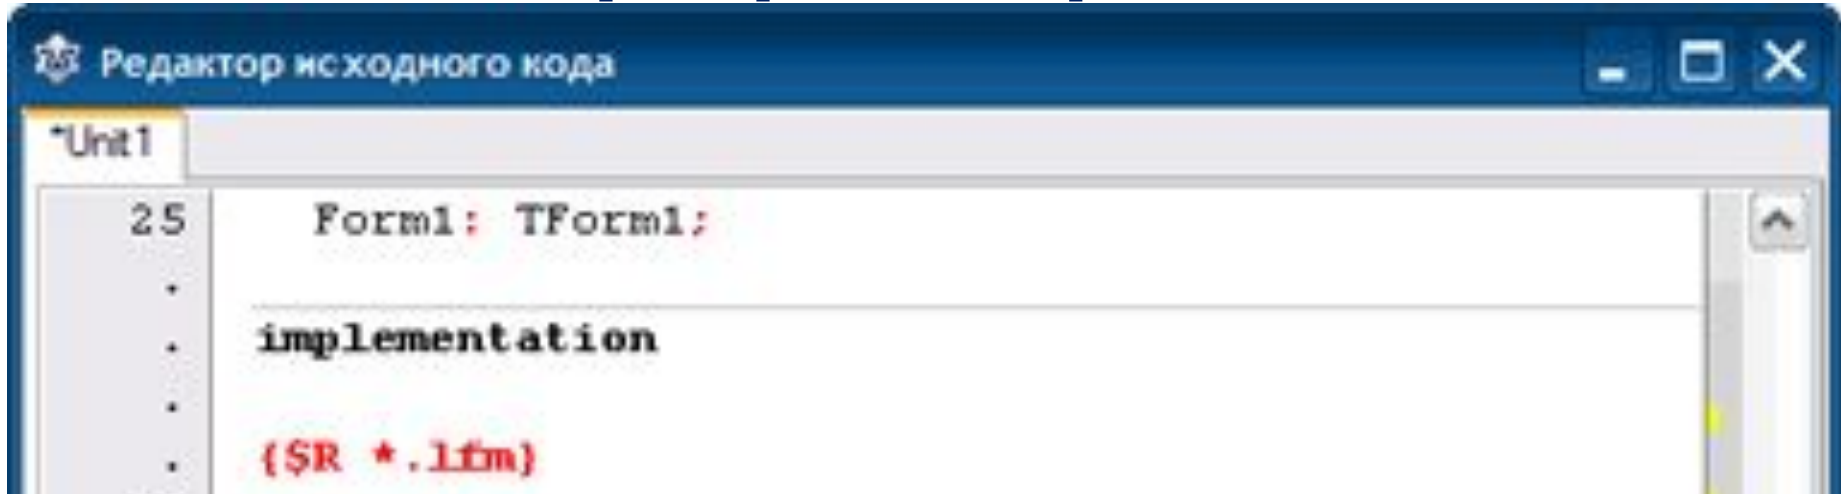 Редактор исходного кода
*Unit1
25 Form1: TForm1;
.
. implementation
.
. {$R *.lfm}